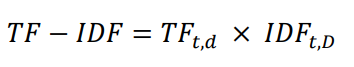 TF − IDF = TF_{t,d} × IDF_{t,D}